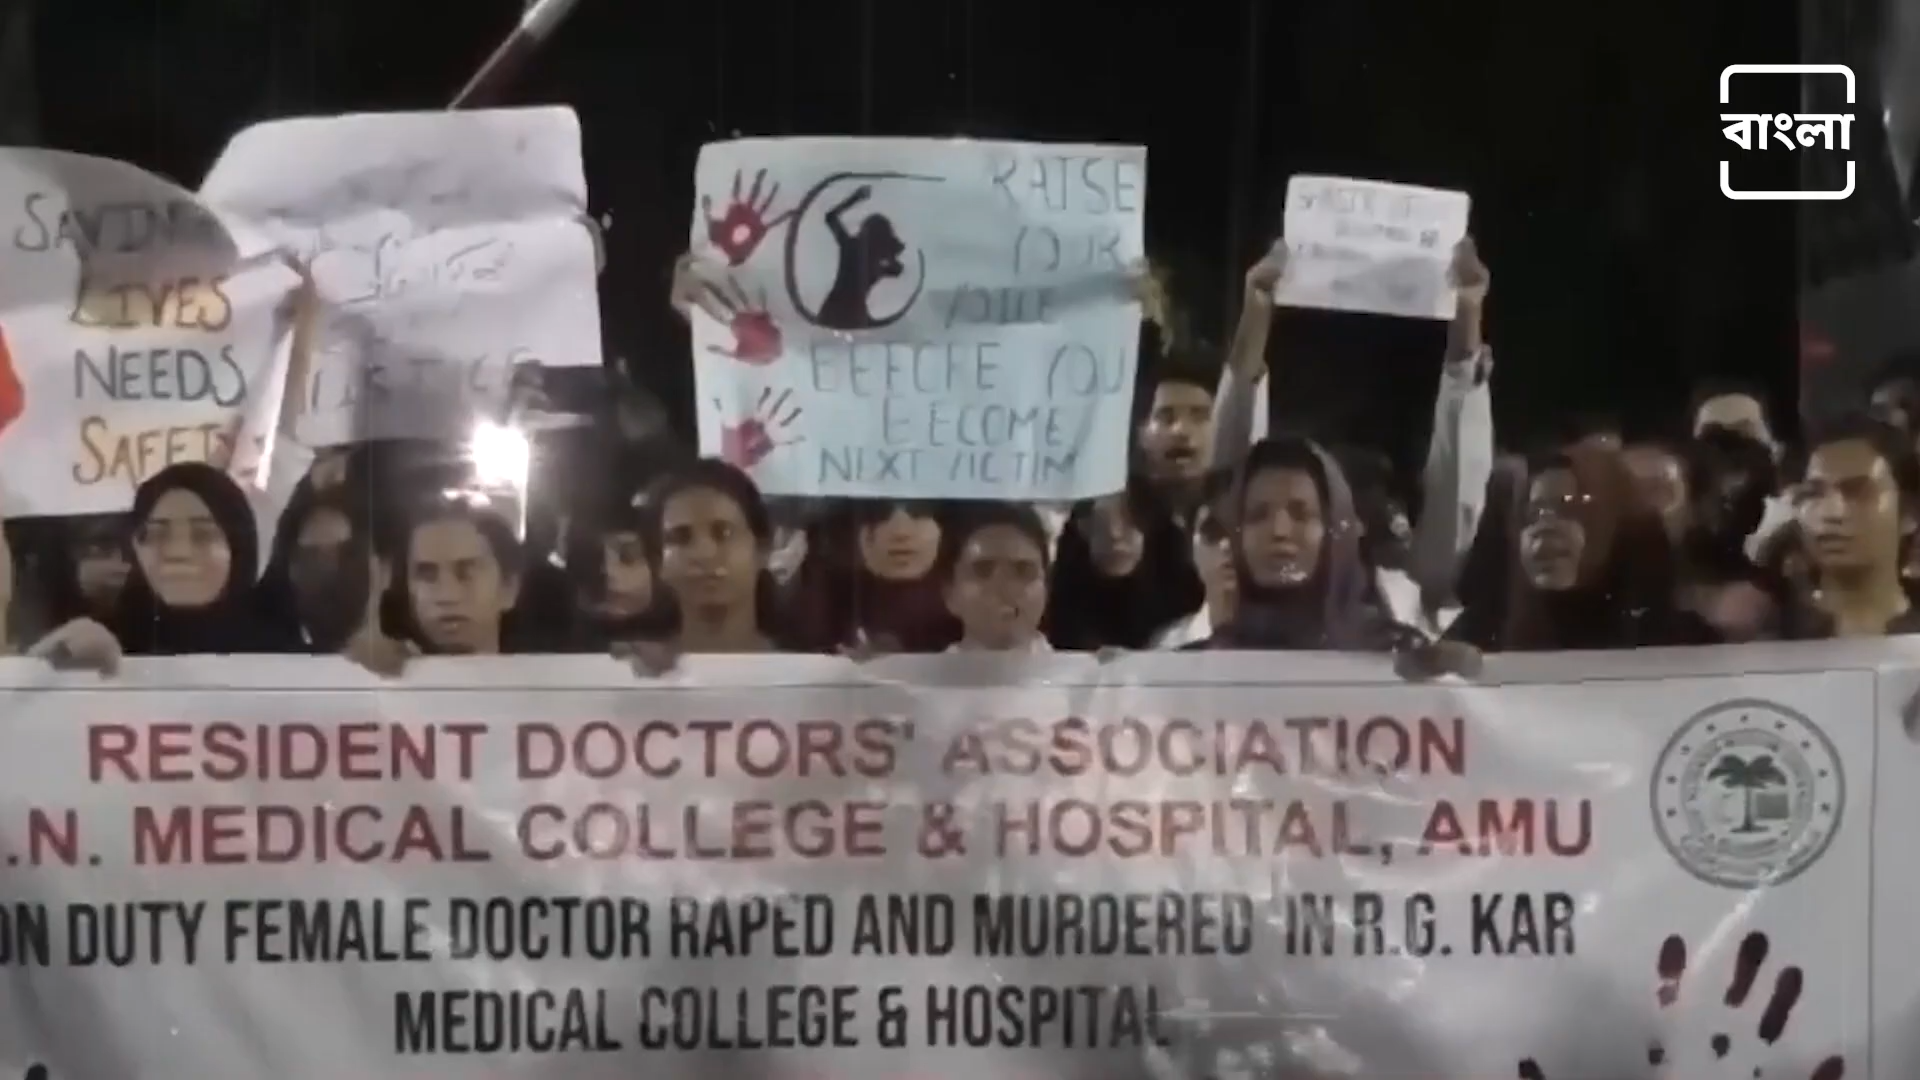 বাংলা
SAVING
LIVES
NEEDS
SAFETY
JUSTICE
RAISE
YOUR
VOICE
BEFORE YOU
BECOME
NEXT VICTIM
RESIDENT DOCTORS' ASSOCIATION
.N. MEDICAL COLLEGE & HOSPITAL, AMU
ON DUTY FEMALE DOCTOR RAPED AND MURDERED IN R.G. KAR
MEDICAL COLLEGE & HOSPITAL